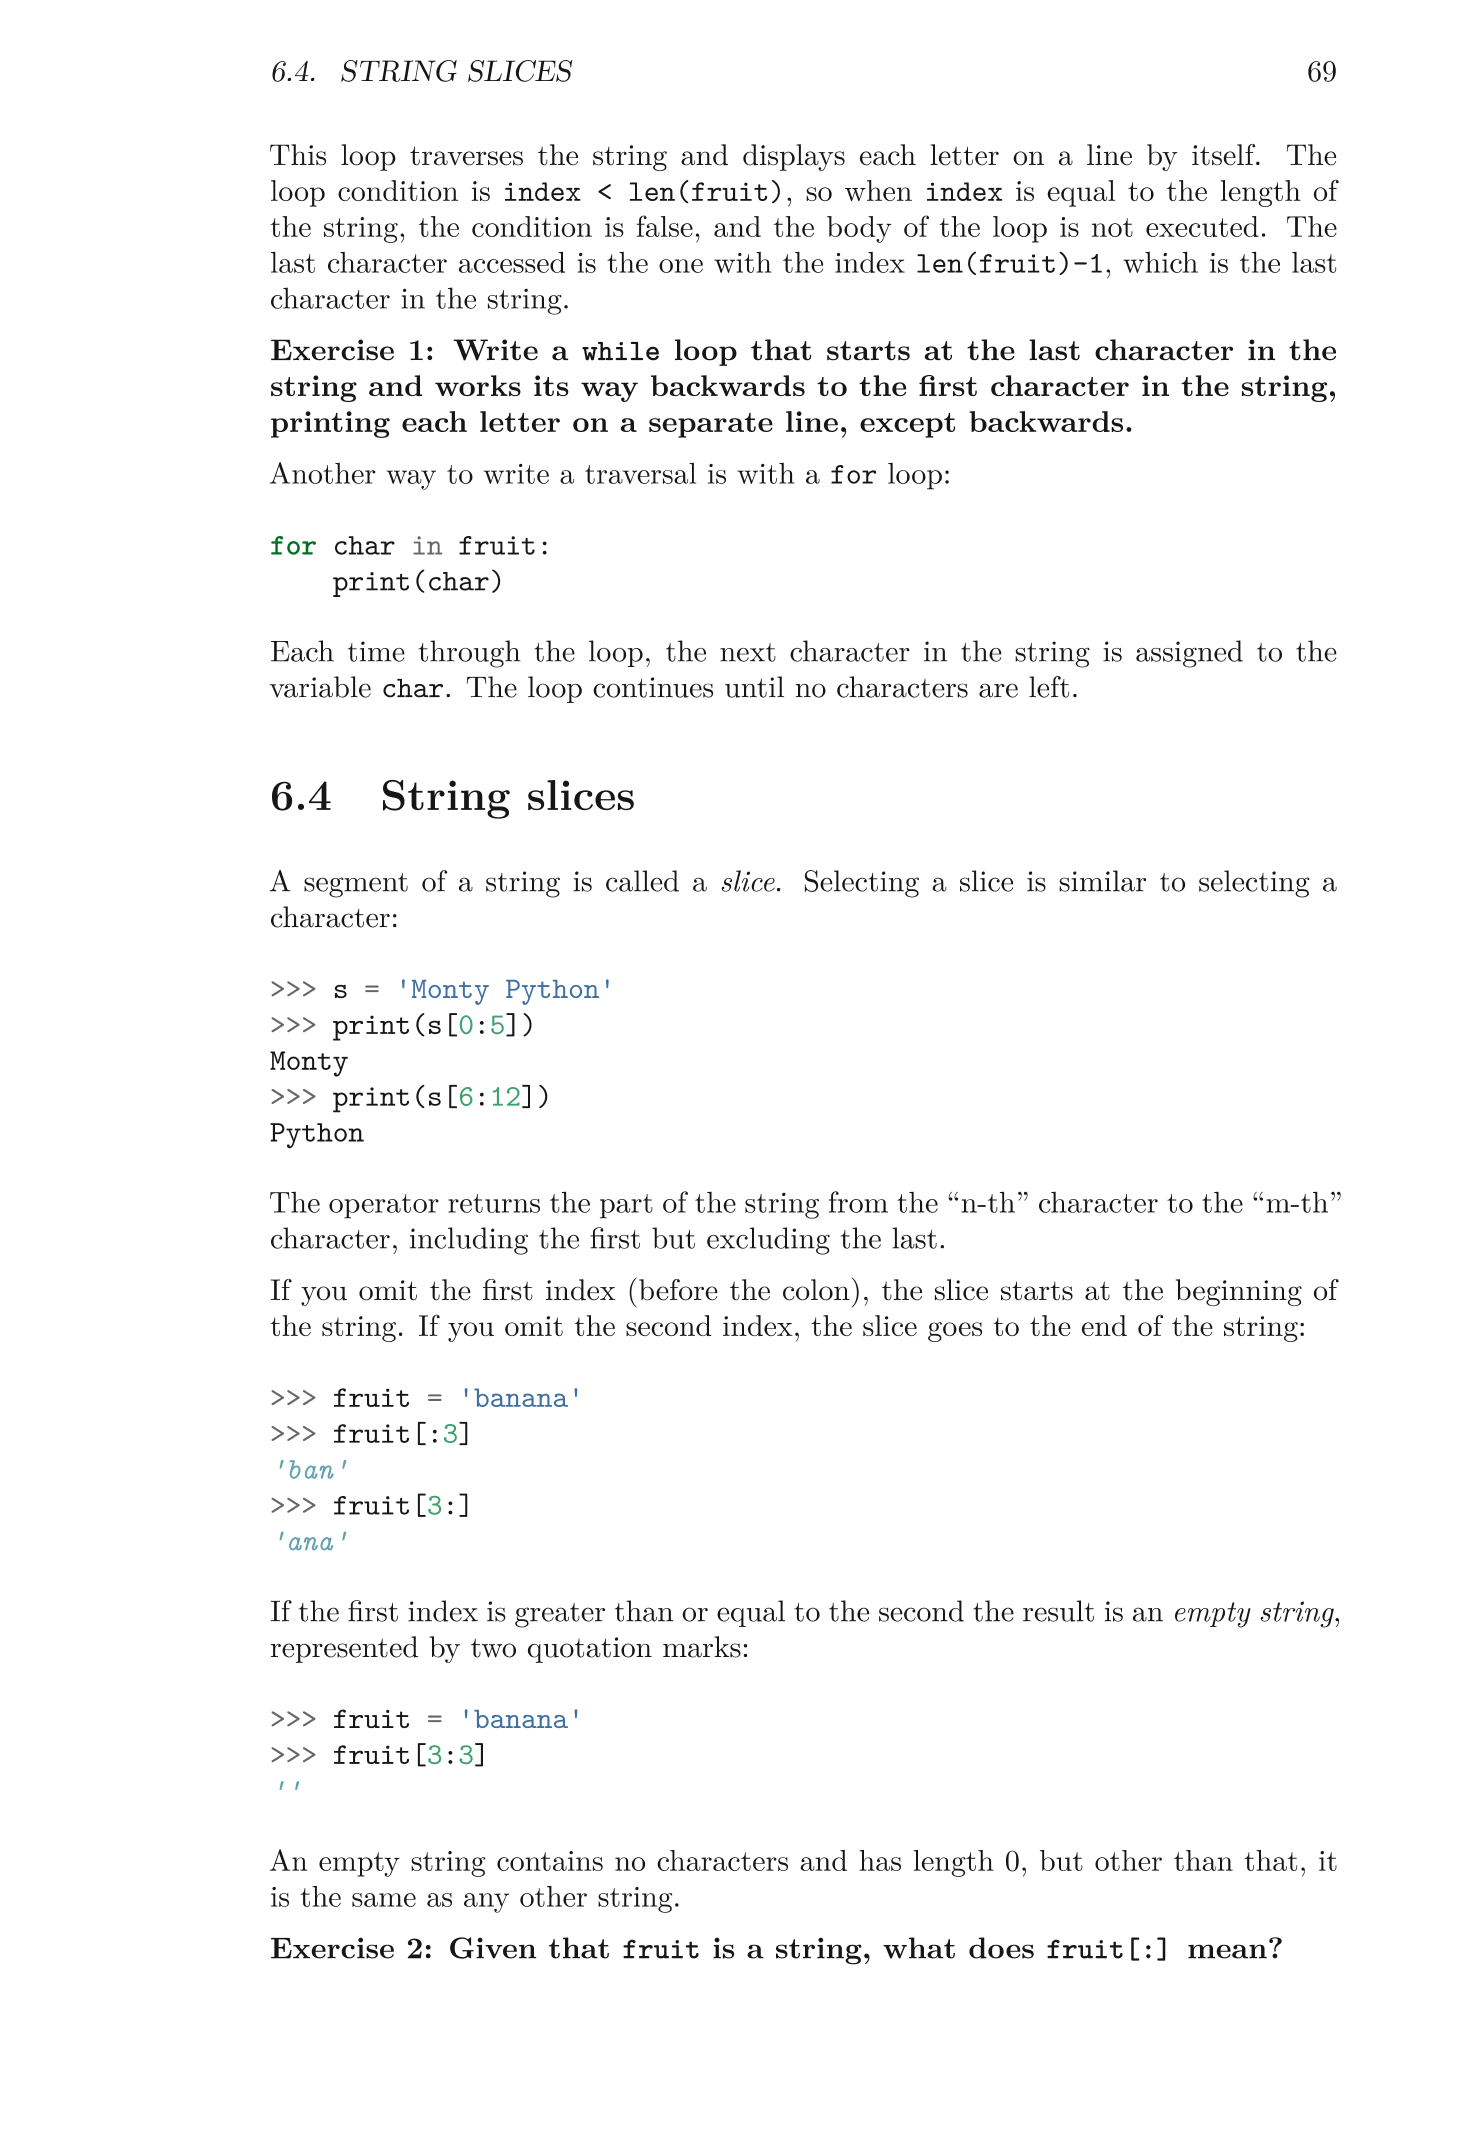 6.4. STRING SLICES 69
This loop traverses the string and displays each letter on a line by itself. The
loop condition is index < len(fruit), so when index is equal to the length of
the string, the condition is false, and the body of the loop is not executed. The
last character accessed is the one with the index len(fruit)-1, which is the last
character in the string.
Exercise 1: Write a while loop that starts at the last character in the
string and works its way backwards to the first character in the string,
printing each letter on a separate line, except backwards.
Another way to write a traversal is with a for loop:
for char in fruit:
    print(char)
Each time through the loop, the next character in the string is assigned to the
variable char. The loop continues until no characters are left.
6.4 String slices
A segment of a string is called a slice. Selecting a slice is similar to selecting a
character:
>>> s = 'Monty Python'
>>> print(s[0:5])
Monty
>>> print(s[6:12])
Python
The operator returns the part of the string from the “n-th” character to the “m-th”
character, including the first but excluding the last.
If you omit the first index (before the colon), the slice starts at the beginning of
the string. If you omit the second index, the slice goes to the end of the string:
>>> fruit = 'banana'
>>> fruit[:3]
'ban'
>>> fruit[3:]
'ana'
If the first index is greater than or equal to the second the result is an empty string,
represented by two quotation marks:
>>> fruit = 'banana'
>>> fruit[3:3]
''
An empty string contains no characters and has length 0, but other than that, it
is the same as any other string.
Exercise 2: Given that fruit is a string, what does fruit[:] mean?